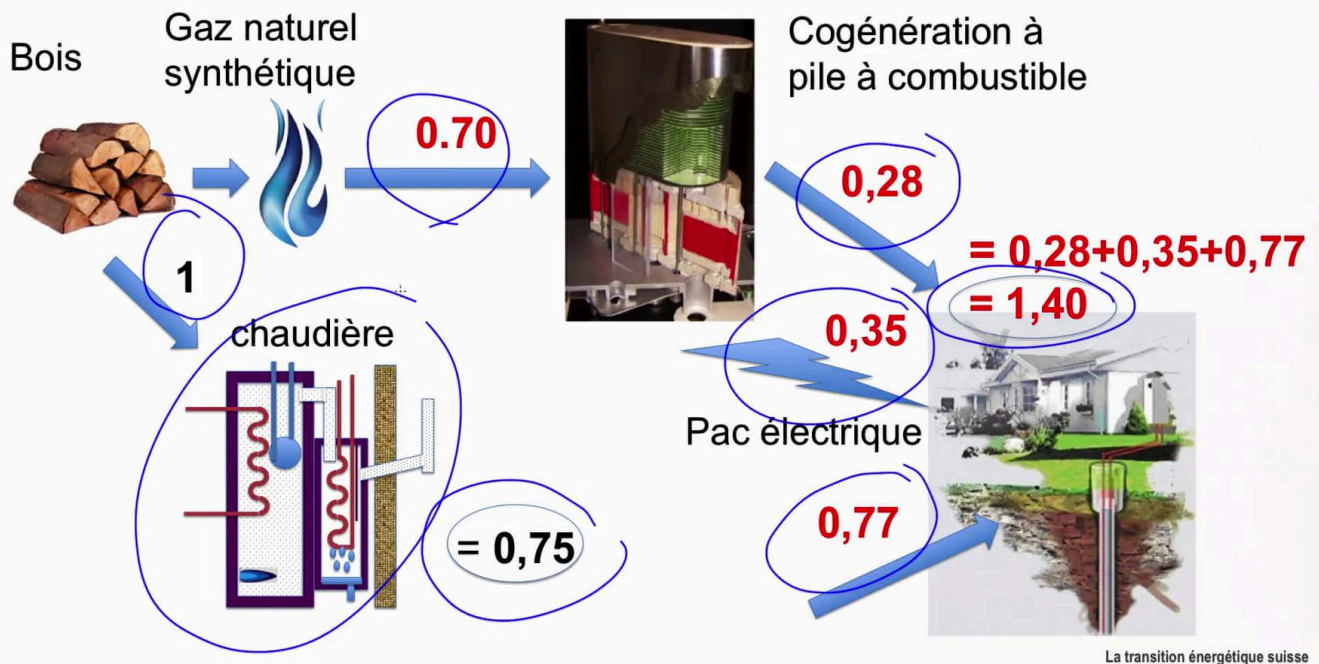 Bois
Gaz naturel
synthétique
0.70
Cogénération à
pile à combustible
0,28
= 0,28+0,35+0,77
= 1,40
1
chaudière
0,35
Pac électrique
= 0,75
0,77
La transition énergétique suisse